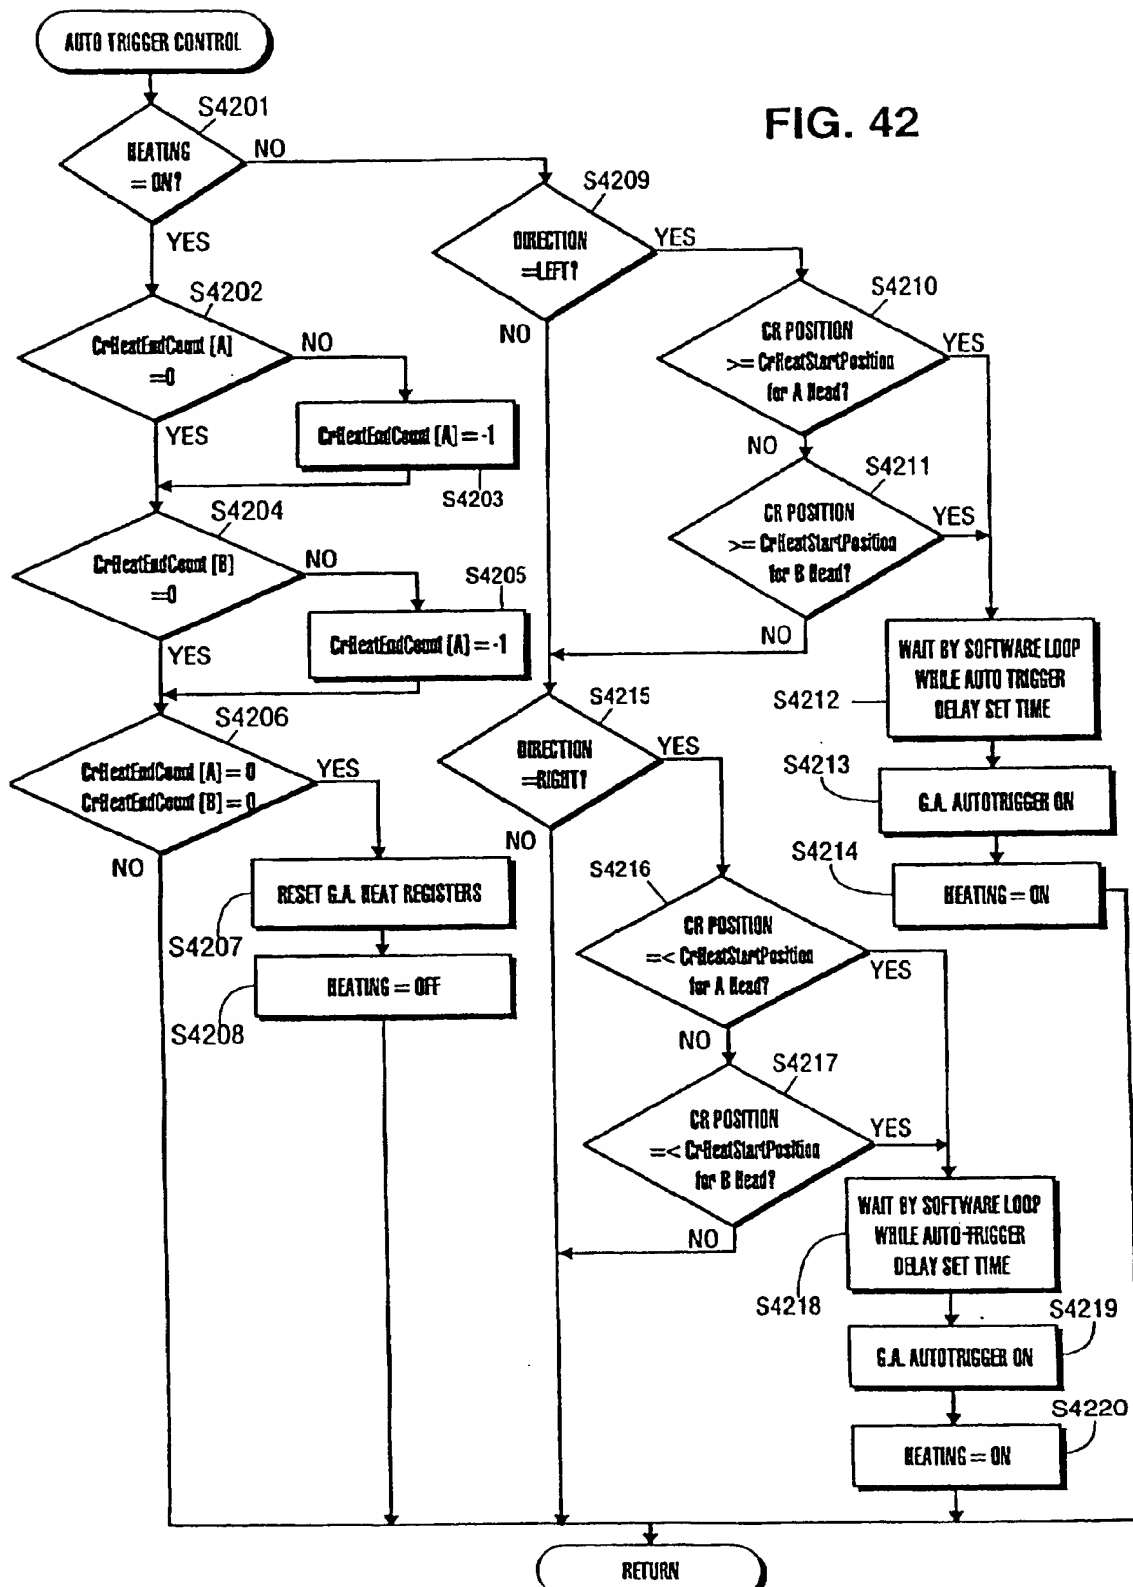 AUTO TRIGGER CONTROL
FIG. 42
S4201
HEATING
= ON?
NO
YES
S4209
DIRECTION
=LEFT?
YES
NO
S4202
CrHeatEndCount [A]
=0
NO
YES
CrHeatEndCount [A] = -1
S4203
S4210
CR POSITION
>= CrHeatStartPosition
for A Head?
YES
NO
S4211
CR POSITION
>= CrHeatStartPosition
for B Head?
YES
NO
S4204
CrHeatEndCount [B]
=0
NO
YES
S4205
CrHeatEndCount [A] = -1
WAIT BY SOFTWARE LOOP
WHILE AUTO TRIGGER
DELAY SET TIME
S4212
S4206
CrHeatEndCount [A] = 0
CrHeatEndCount [B] = 0
YES
NO
S4215
DIRECTION
=RIGHT?
YES
NO
S4213
G.A. AUTOTRIGGER ON
S4214
HEATING = ON
RESET G.A. HEAT REGISTERS
S4207
HEATING = OFF
S4208
S4216
CR POSITION
=< CrHeatStartPosition
for A Head?
YES
NO
S4217
CR POSITION
=< CrHeatStartPosition
for B Head?
YES
NO
WAIT BY SOFTWARE LOOP
WHILE AUTO-TRIGGER
DELAY SET TIME
S4218
S4219
G.A. AUTOTRIGGER ON
S4220
HEATING = ON
RETURN